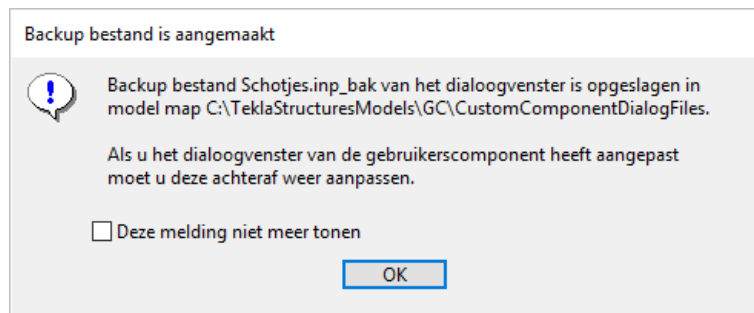 Backup bestand is aangemaakt
Backup bestand Schotjes.inp_bak van het dialoogvenster is opgeslagen in
model map C:\TeklaStructuresModels\GC\CustomComponentDialogFiles.
Als u het dialoogvenster van de gebruikerscomponent heeft aangepast
moet u deze achteraf weer aanpassen.
Deze melding niet meer tonen
OK